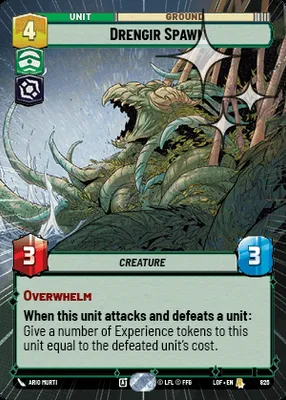 UNIT
GROUND
4
DRENGIR SPAWN
3
CREATURE
3
OVERWHELM
When this unit attacks and defeats a unit:
Give a number of Experience tokens to this
unit equal to the defeated unit's cost.
ARIO MURTI
© LFL © FFG
LOF • EN